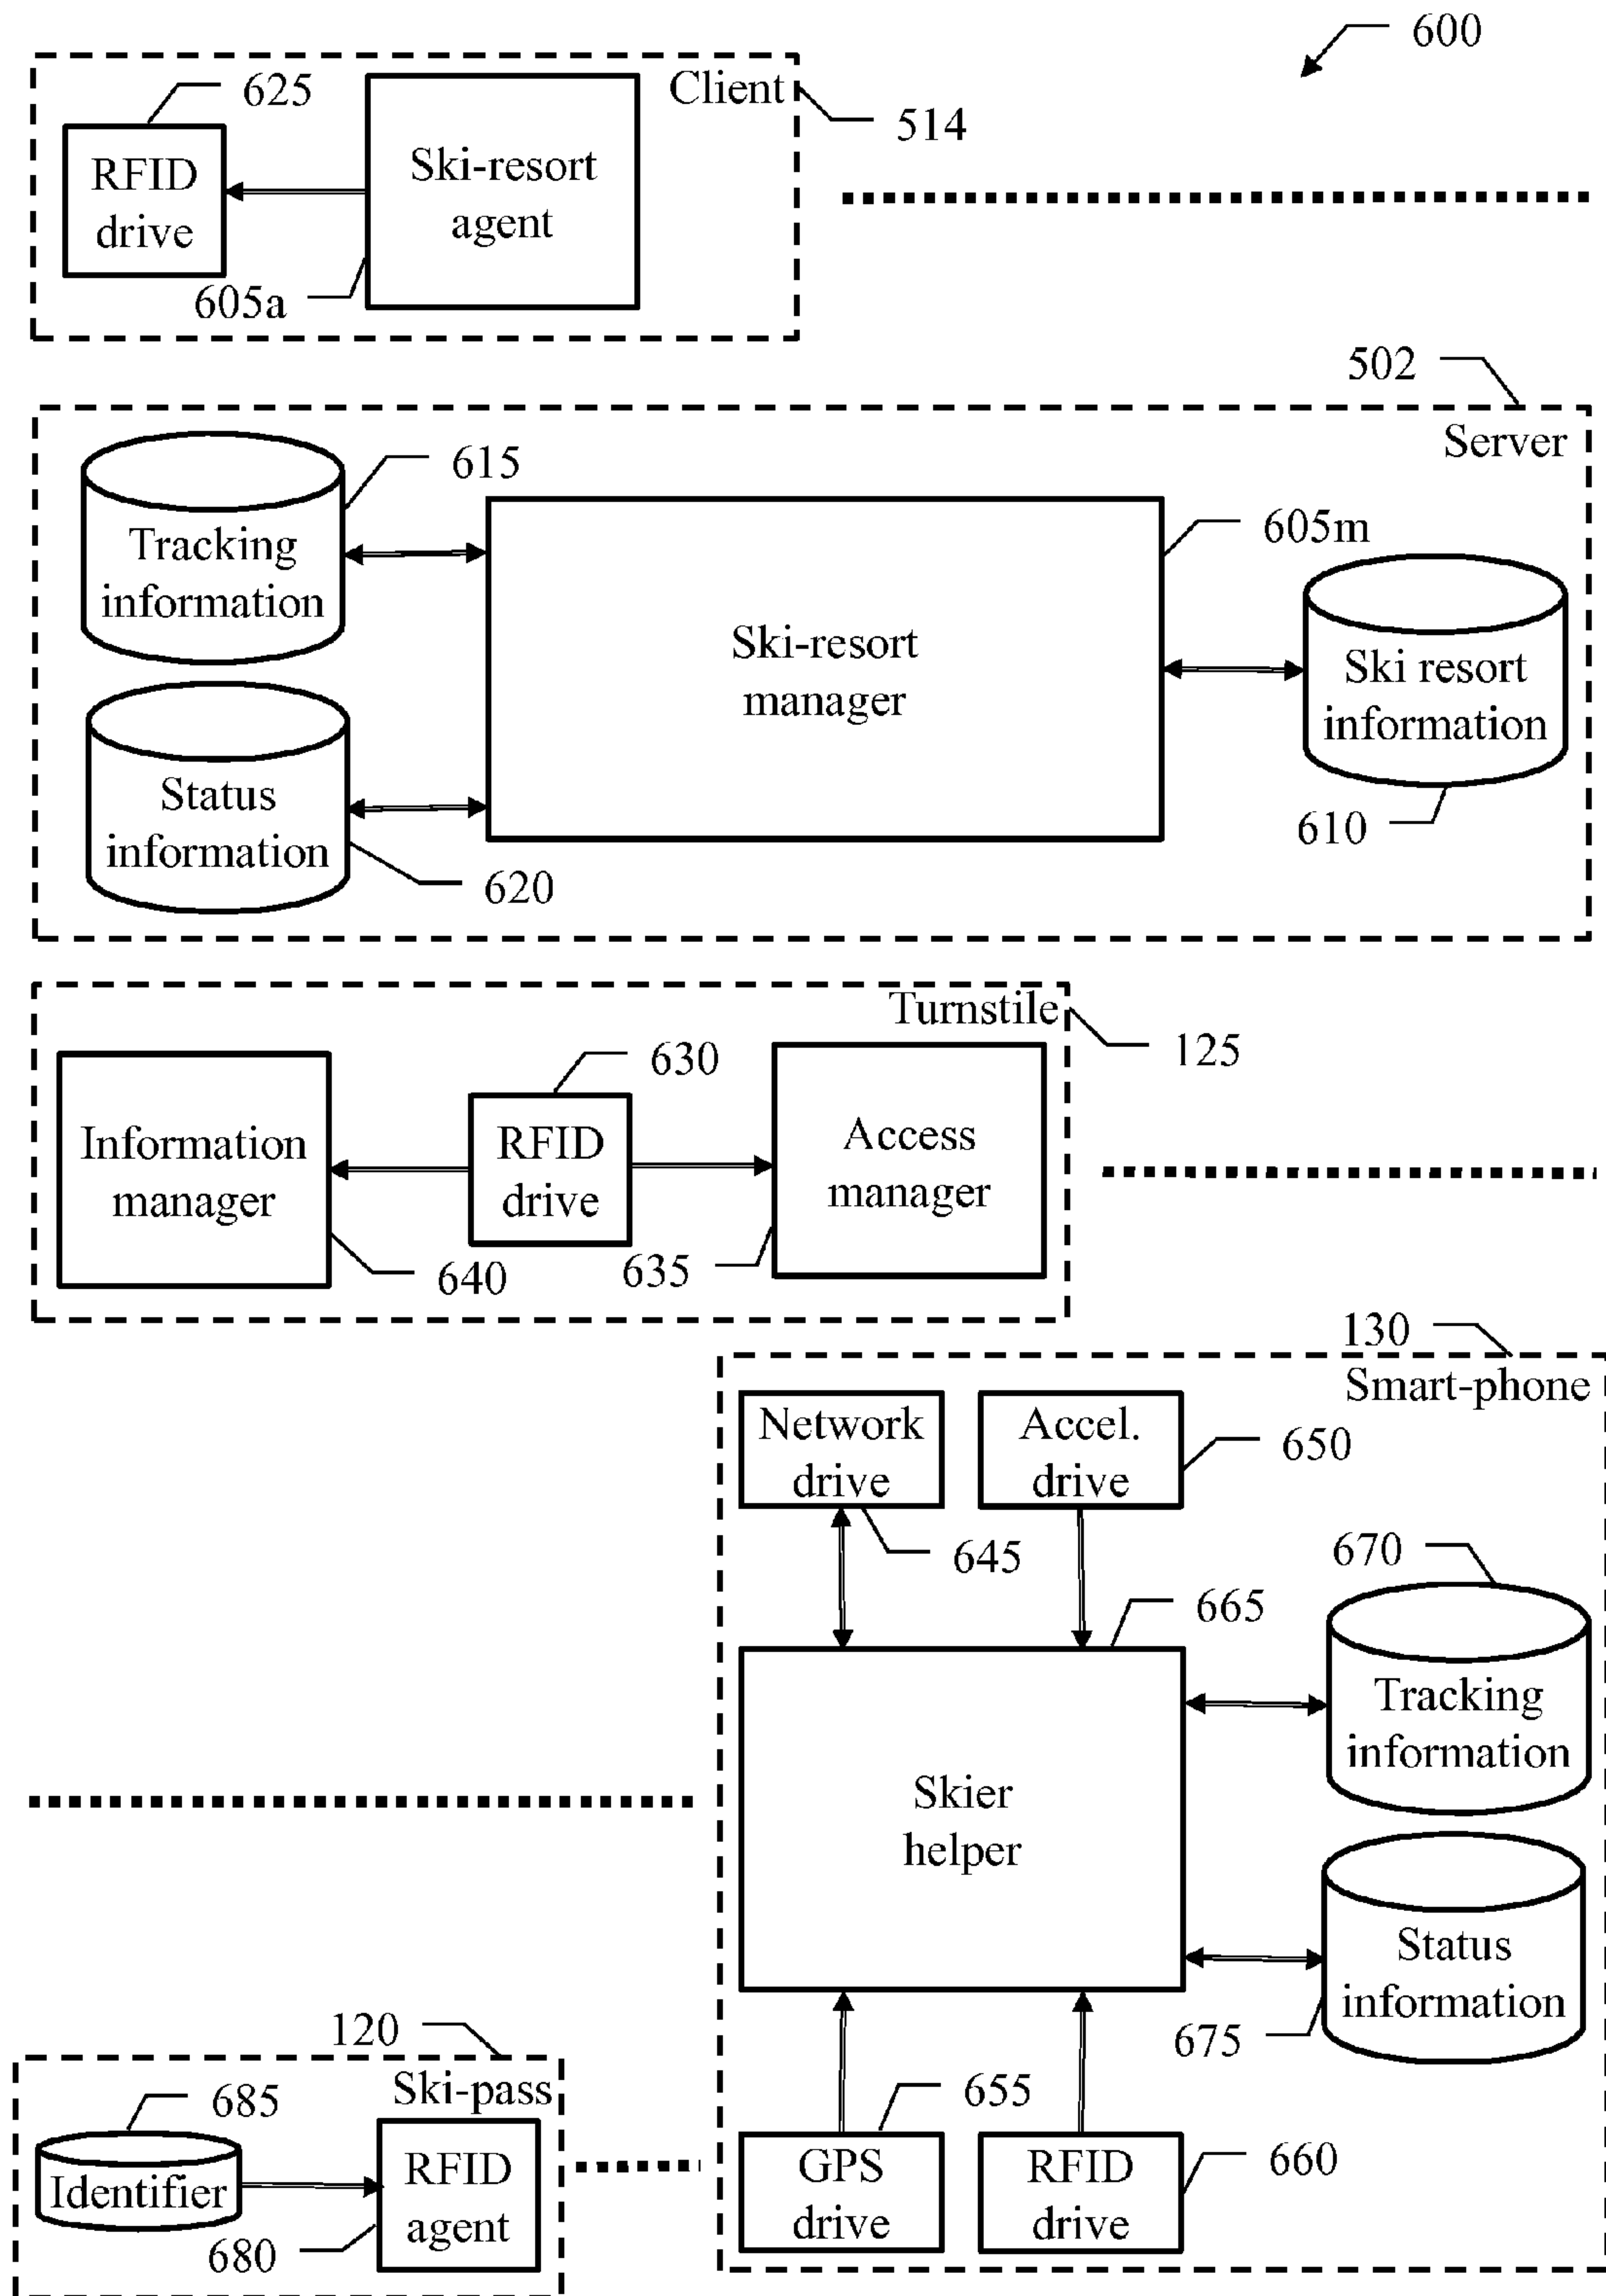 600
Client
514
625
RFID
drive
Ski-resort
agent
605a
502
Server
615
Tracking
information
605m
Ski-resort
manager
Ski resort
information
610
Status
information
620
Turnstile
125
Information
manager
640
630
RFID
drive
635
Access
manager
130
Smart-phone
Network
drive
645
Accel.
drive
650
670
665
Tracking
information
Skier
helper
Status
information
675
120
Ski-pass
685
Identifier
RFID
agent
680
655
GPS
drive
RFID
drive
660